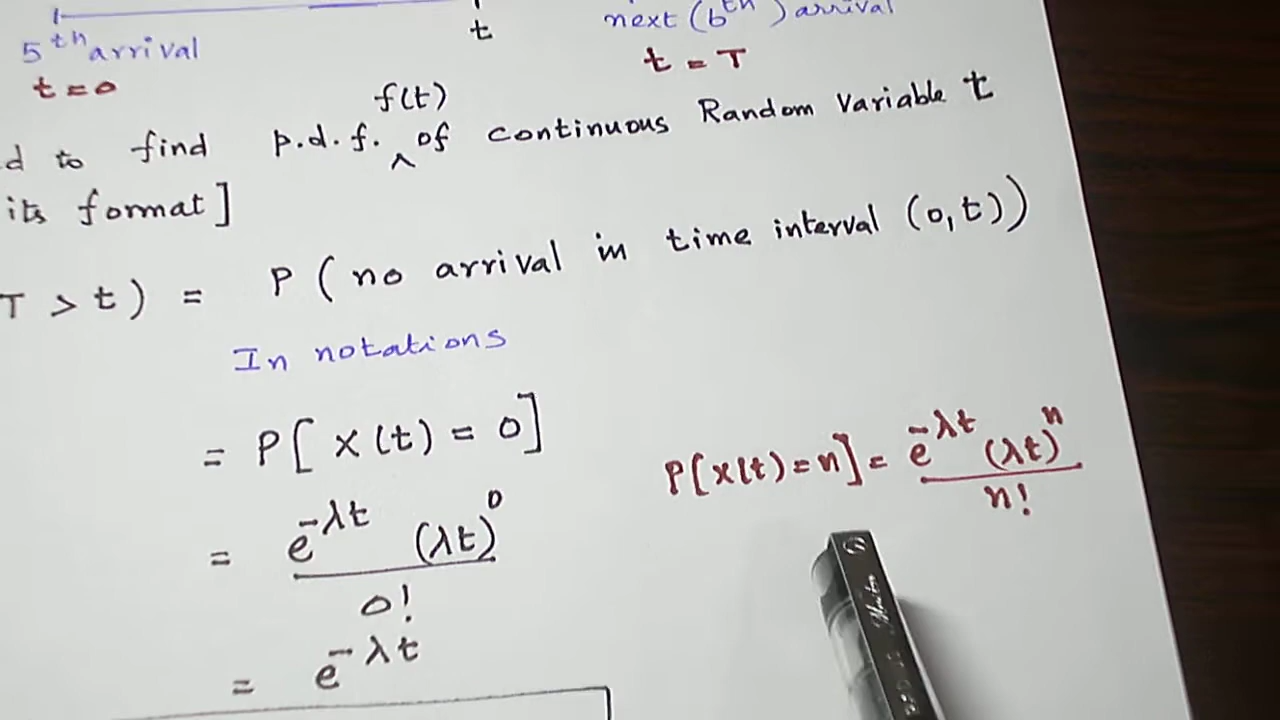 t
next (6th) arrival
5th arrival
t = T
t = 0
f(t)
d to find p.d.f. ^ of continuous Random Variable t
its format]
T > t) = P ( no arrival in time interval (0,t))
In notations
= P[ X(t) = 0]
P[X(t) = n] = e^-λt (λt)^n / n!
= e^-λt (λt)^0 / 0!
= e^-λt